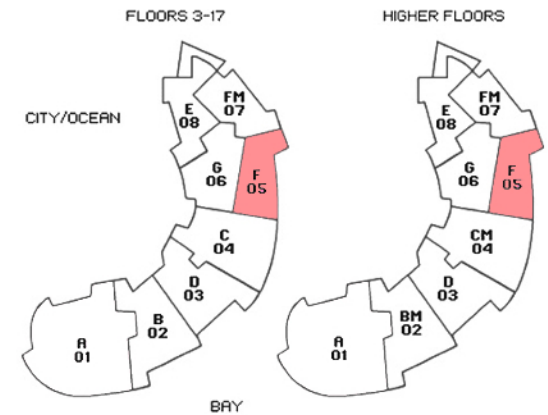 FLOORS 3-17
HIGHER FLOORS
CITY/OCEAN
E
08
FM
07
G
06
F
05
C
04
D
03
B
02
A
01
E
08
FM
07
G
06
F
05
CM
04
D
03
BM
02
A
01
BAY